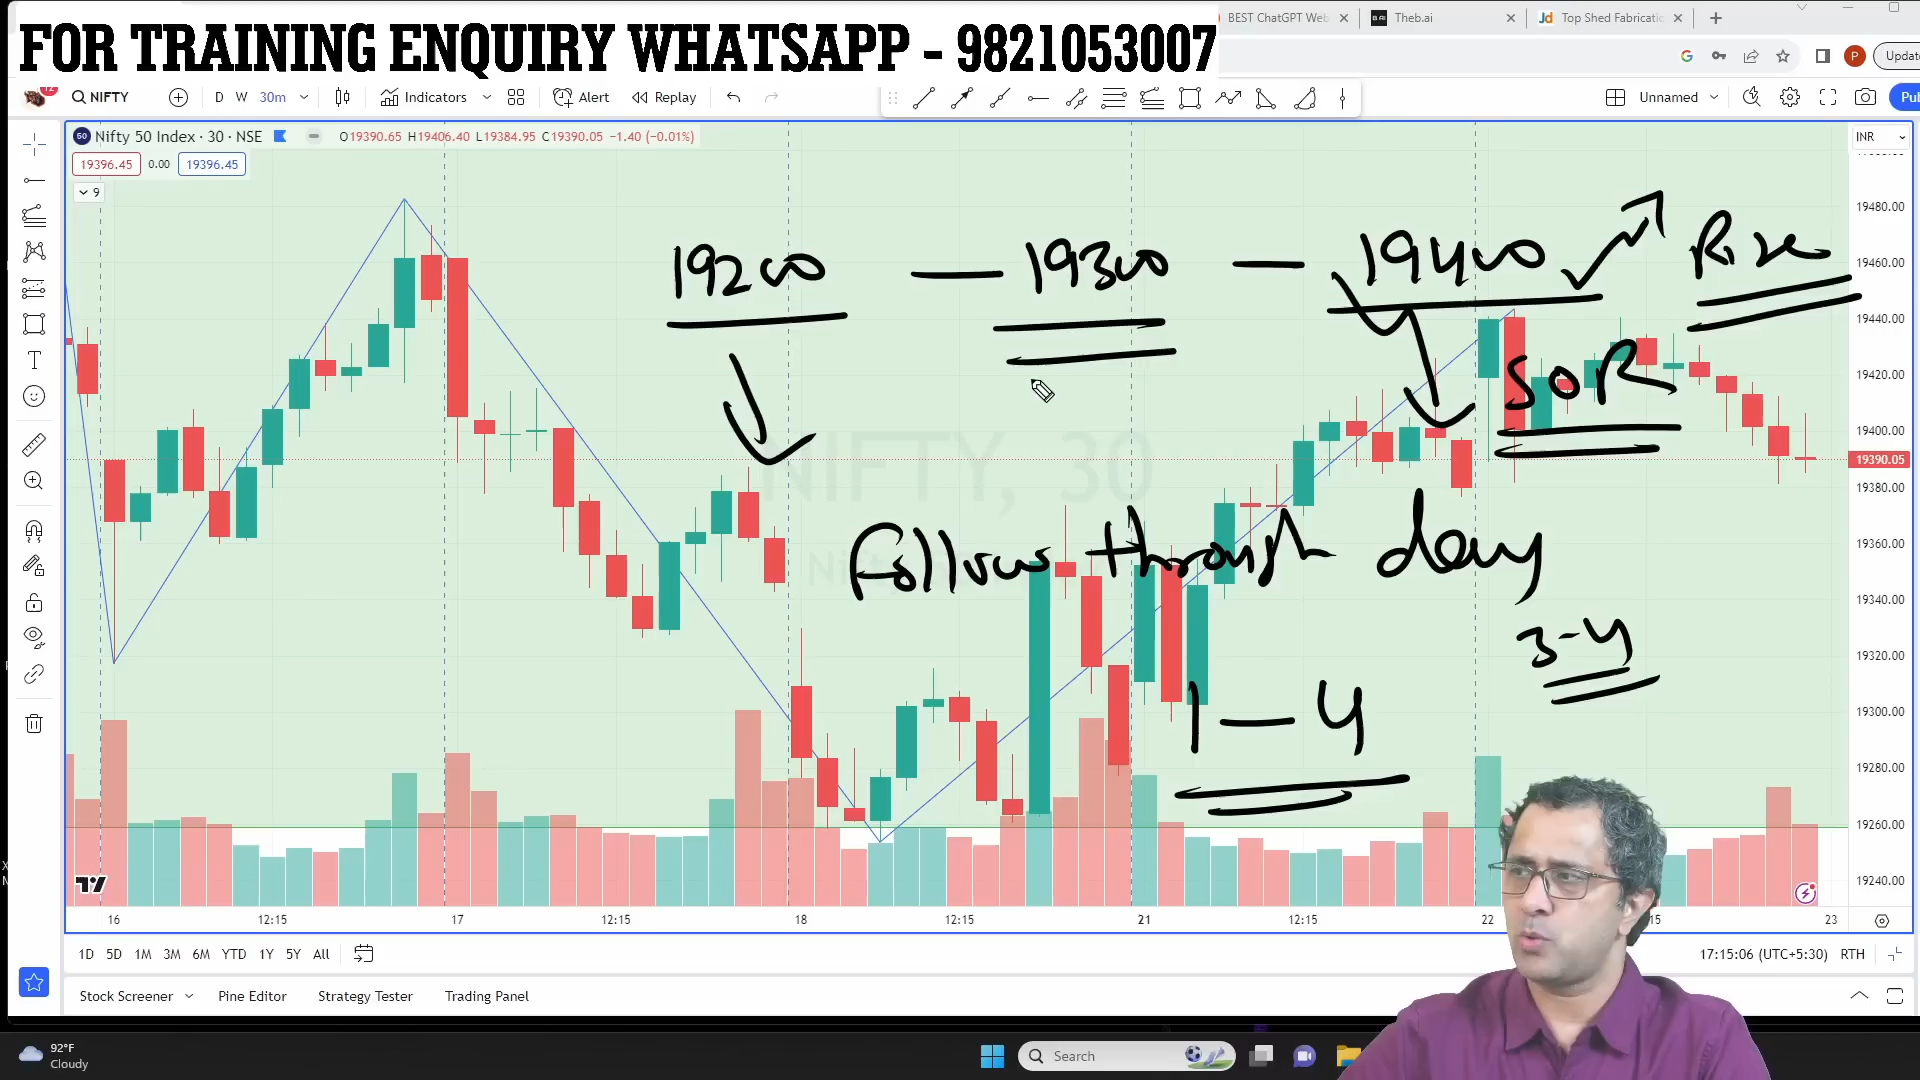 BEST ChatGPT Web
Theb.ai
Top Shed Fabricatio
FOR TRAINING ENQUIRY WHATSAPP - 9821053007
P
Updat
12
NIFTY
D W 30m
Indicators
Alert
Replay
Unnamed
Pu
Nifty 50 Index · 30 · NSE
O19390.65 H19406.40 L19384.95 C19390.05 −1.40 (−0.01%)
INR
19396.45 0.00 19396.45
9
19480.00
19460.00
19440.00
19420.00
19400.00
19390.05
19380.00
19360.00
19340.00
19320.00
19300.00
19280.00
19260.00
19240.00
19200 — 19300 — 19400
Rise
SOR
NIFTY, 30
Follow through day
3-4
1 — 4
16 12:15 17 12:15 18 12:15 21 12:15 22 15 23
1D 5D 1M 3M 6M YTD 1Y 5Y All
17:15:06 (UTC+5:30) RTH
Stock Screener Pine Editor Strategy Tester Trading Panel
92°F
Cloudy
Search